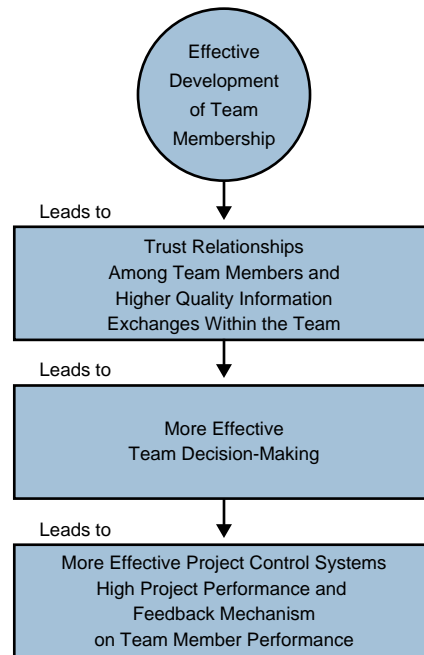 Effective
Development
of Team
Membership
Leads to
Trust Relationships
Among Team Members and
Higher Quality Information
Exchanges Within the Team
Leads to
More Effective
Team Decision-Making
Leads to
More Effective Project Control Systems
High Project Performance and
Feedback Mechanism
on Team Member Performance